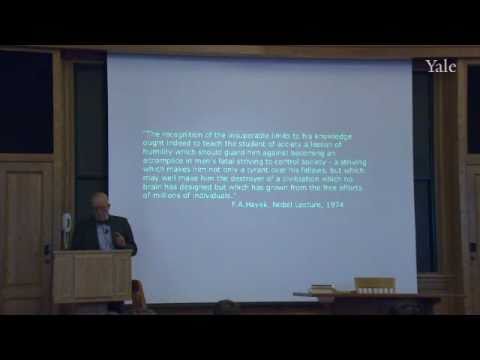 Yale
"The recognition of the insuperable limits to his knowledge
ought indeed to teach the student of society a lesson of
humility which should guard him against becoming an
accomplice in men's fatal striving to control society - a striving
which makes him not only a tyrant over his fellows, but which
may well make him the destroyer of a civilization which no
brain has designed but which has grown from the free efforts
of millions of individuals."
F.A.Hayek, Nobel Lecture, 1974